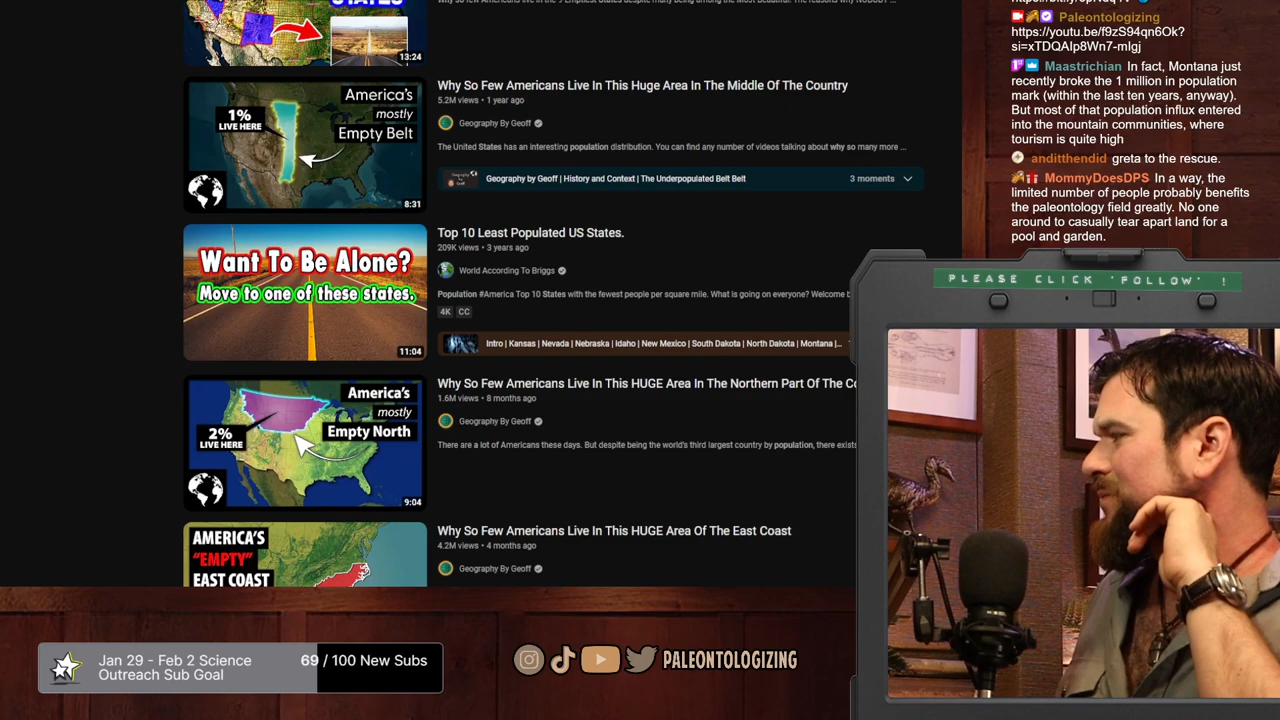 STATES
13:24
Why So Few Americans Live In This Huge Area In The Middle Of The Country
5.2M views • 1 year ago
Geography By Geoff
The United States has an interesting population distribution. You can find any number of videos talking about why so many more ...
Geography by Geoff | History and Context | The Underpopulated Belt Belt
3 moments
America's
mostly
Empty Belt
1%
LIVE HERE
8:31
Top 10 Least Populated US States.
209K views • 3 years ago
World According To Briggs
Population #America Top 10 States with the fewest people per square mile. What is going on everyone? Welcome b
4K CC
Intro | Kansas | Nevada | Nebraska | Idaho | New Mexico | South Dakota | North Dakota | Montana |...
Want To Be Alone?
Move to one of these states.
11:04
Why So Few Americans Live In This HUGE Area In The Northern Part Of The Co
1.6M views • 8 months ago
Geography By Geoff
There are a lot of Americans these days. But despite being the world's third largest country by population, there exists
America's
mostly
Empty North
2%
LIVE HERE
9:04
Why So Few Americans Live In This HUGE Area Of The East Coast
4.2M views • 4 months ago
Geography By Geoff
AMERICA'S
"EMPTY"
EAST COAST
Paleontologizing
https://youtu.be/f9zS94qn6Ok?
si=xTDQAlp8Wn7-mIgj
Maastrichian In fact, Montana just
recently broke the 1 million in population
mark (within the last ten years, anyway).
But most of that population influx entered
into the mountain communities, where
tourism is quite high
anditthendid greta to the rescue.
MommyDoesDPS In a way, the
limited number of people probably benefits
the paleontology field greatly. No one
around to casually tear apart land for a
pool and garden.
PLEASE CLICK 'FOLLOW' !
Jan 29 - Feb 2 Science
Outreach Sub Goal
69 / 100 New Subs
PALEONTOLOGIZING